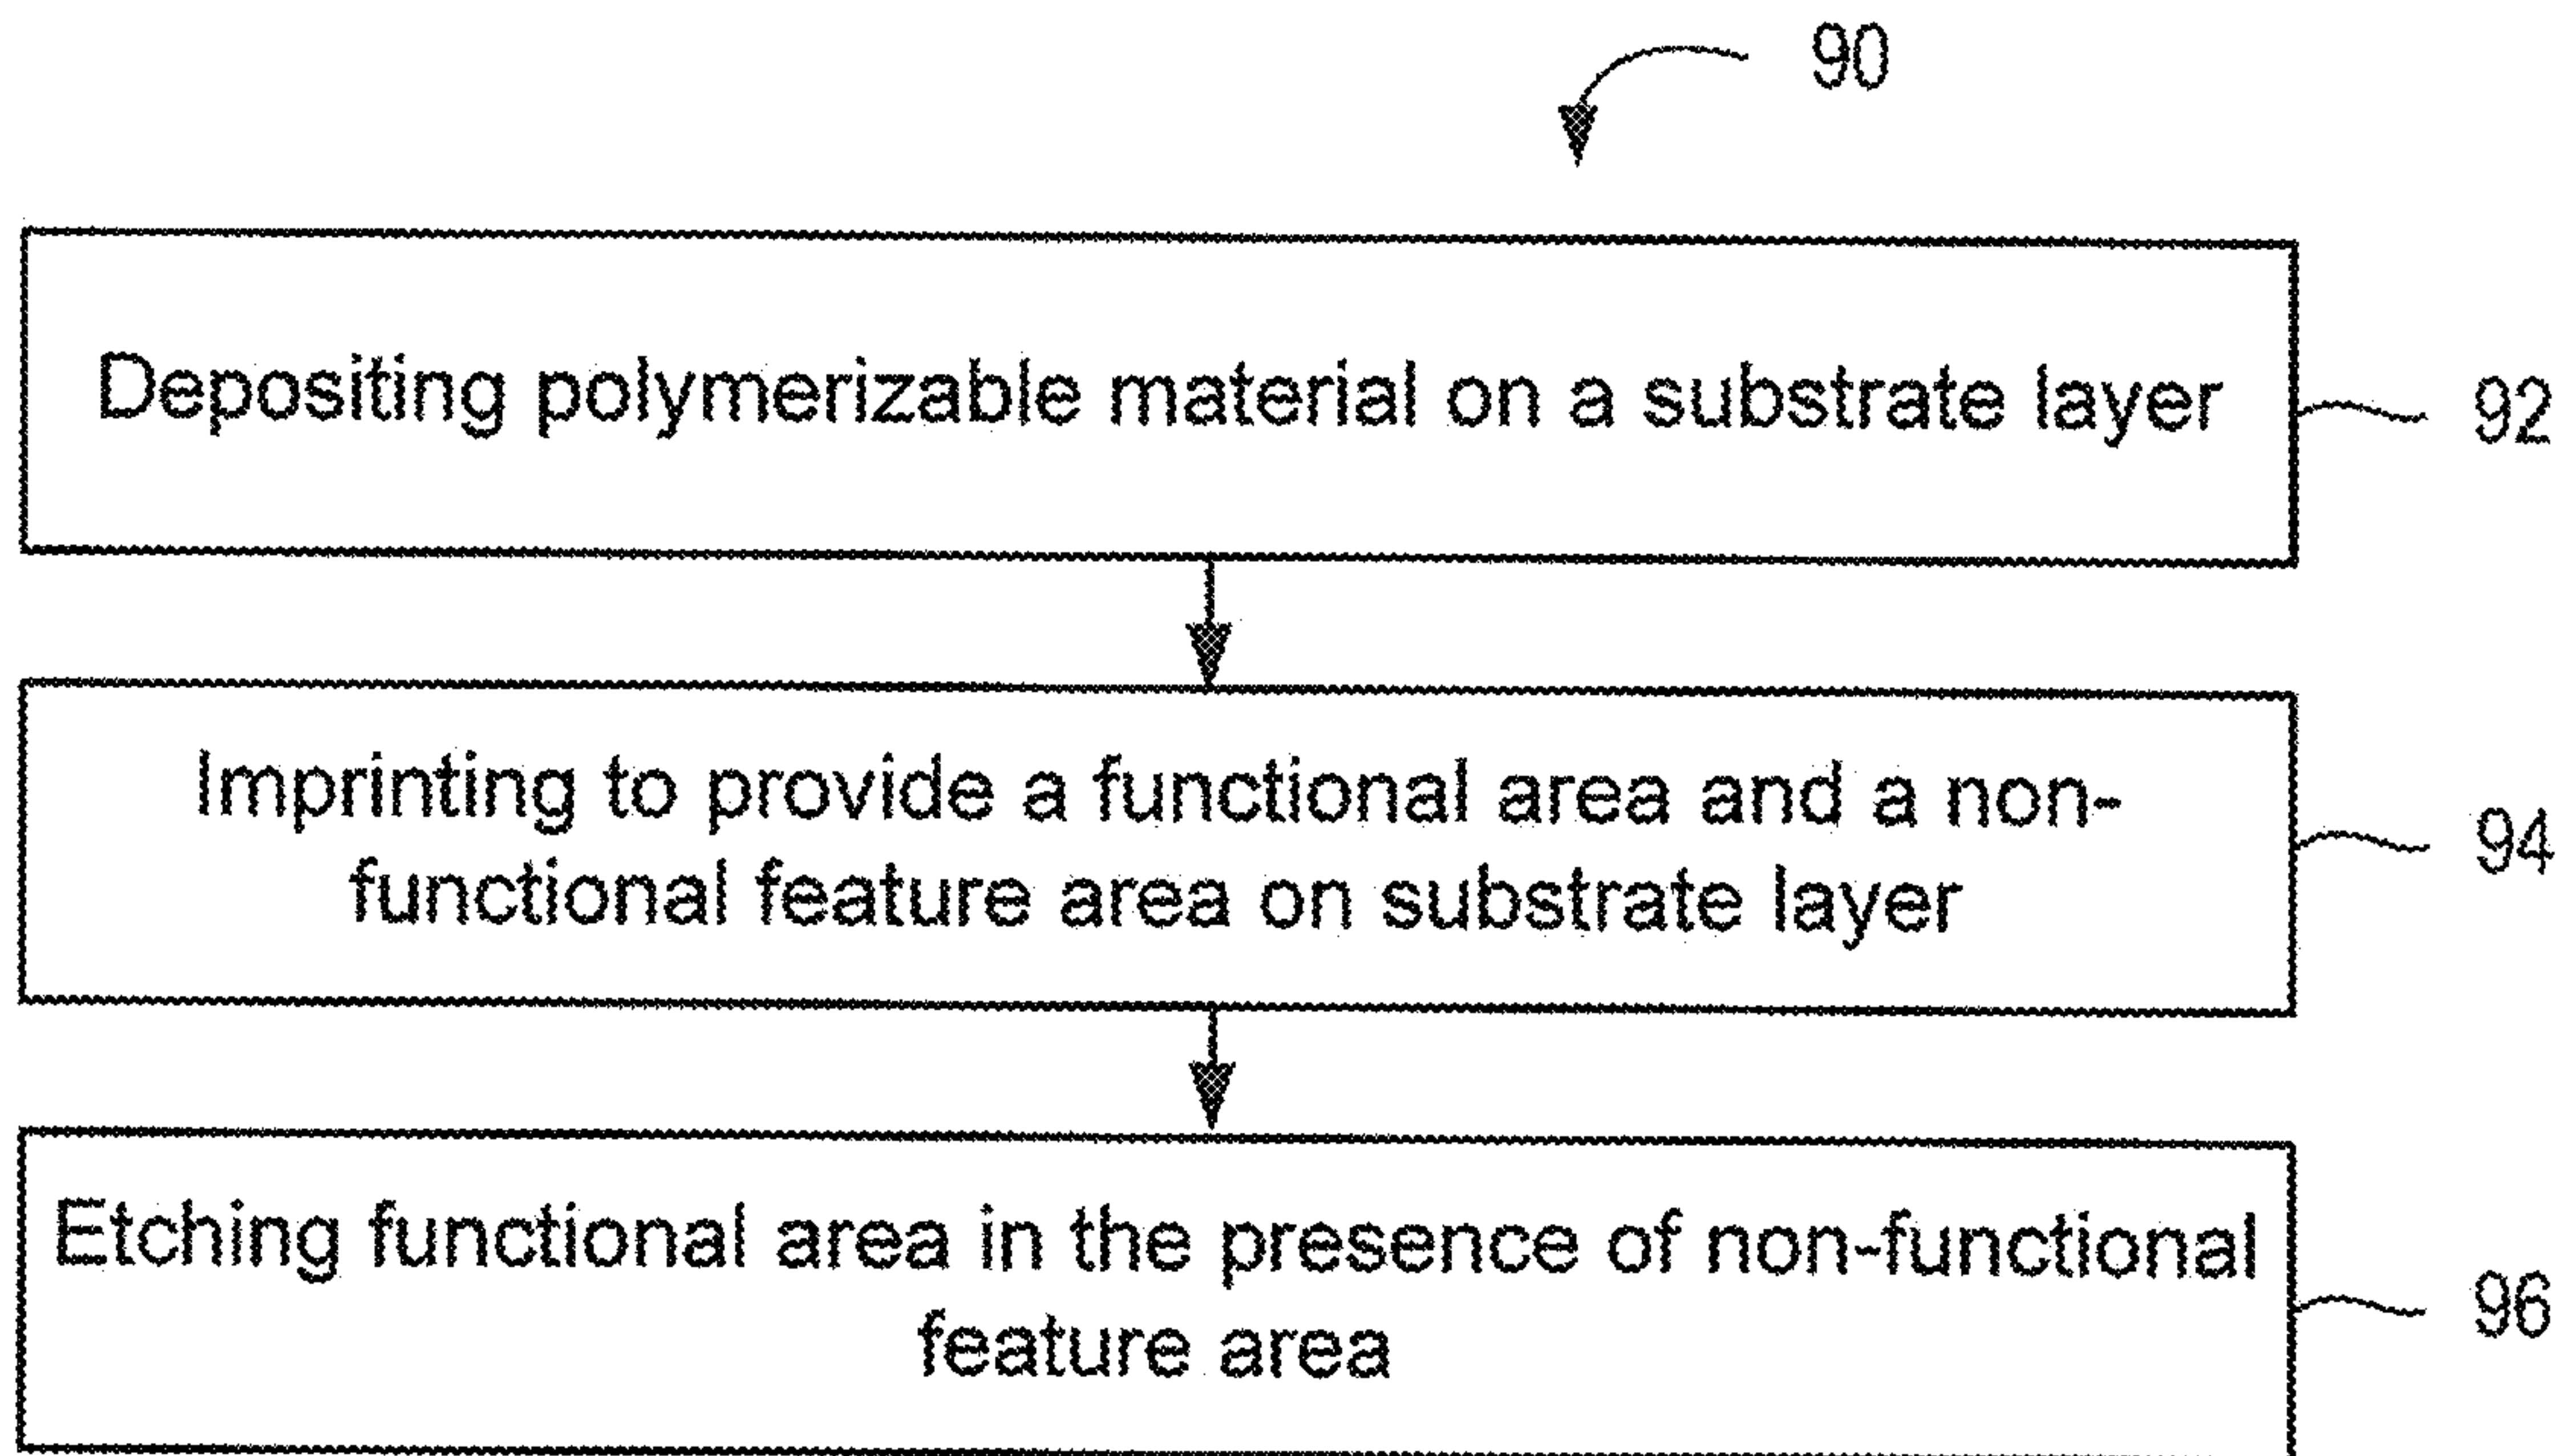 90
Depositing polymerizable material on a substrate layer
92
Imprinting to provide a functional area and a non-
functional feature area on substrate layer
94
Etching functional area in the presence of non-functional
feature area
96